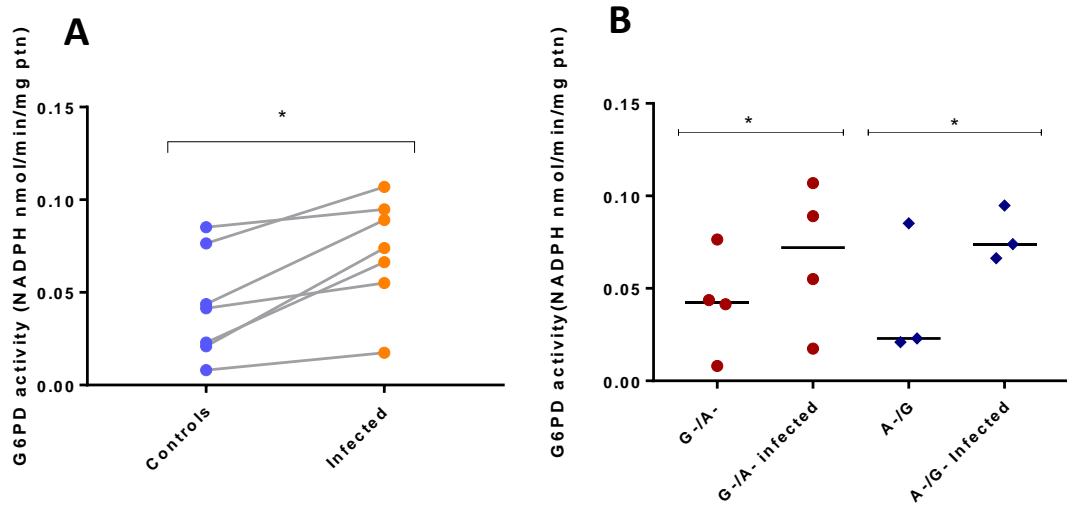 A
G6PD activity (NADPH nmol/min/mg ptn)
0.15
0.10
0.05
0.00
*
Controls
Infected
B
G6PD activity(NADPH nmol/min/mg ptn)
0.15
0.10
0.05
0.00
*
*
G-/A-
G-/A- infected
A-/G
A-/G- Infected